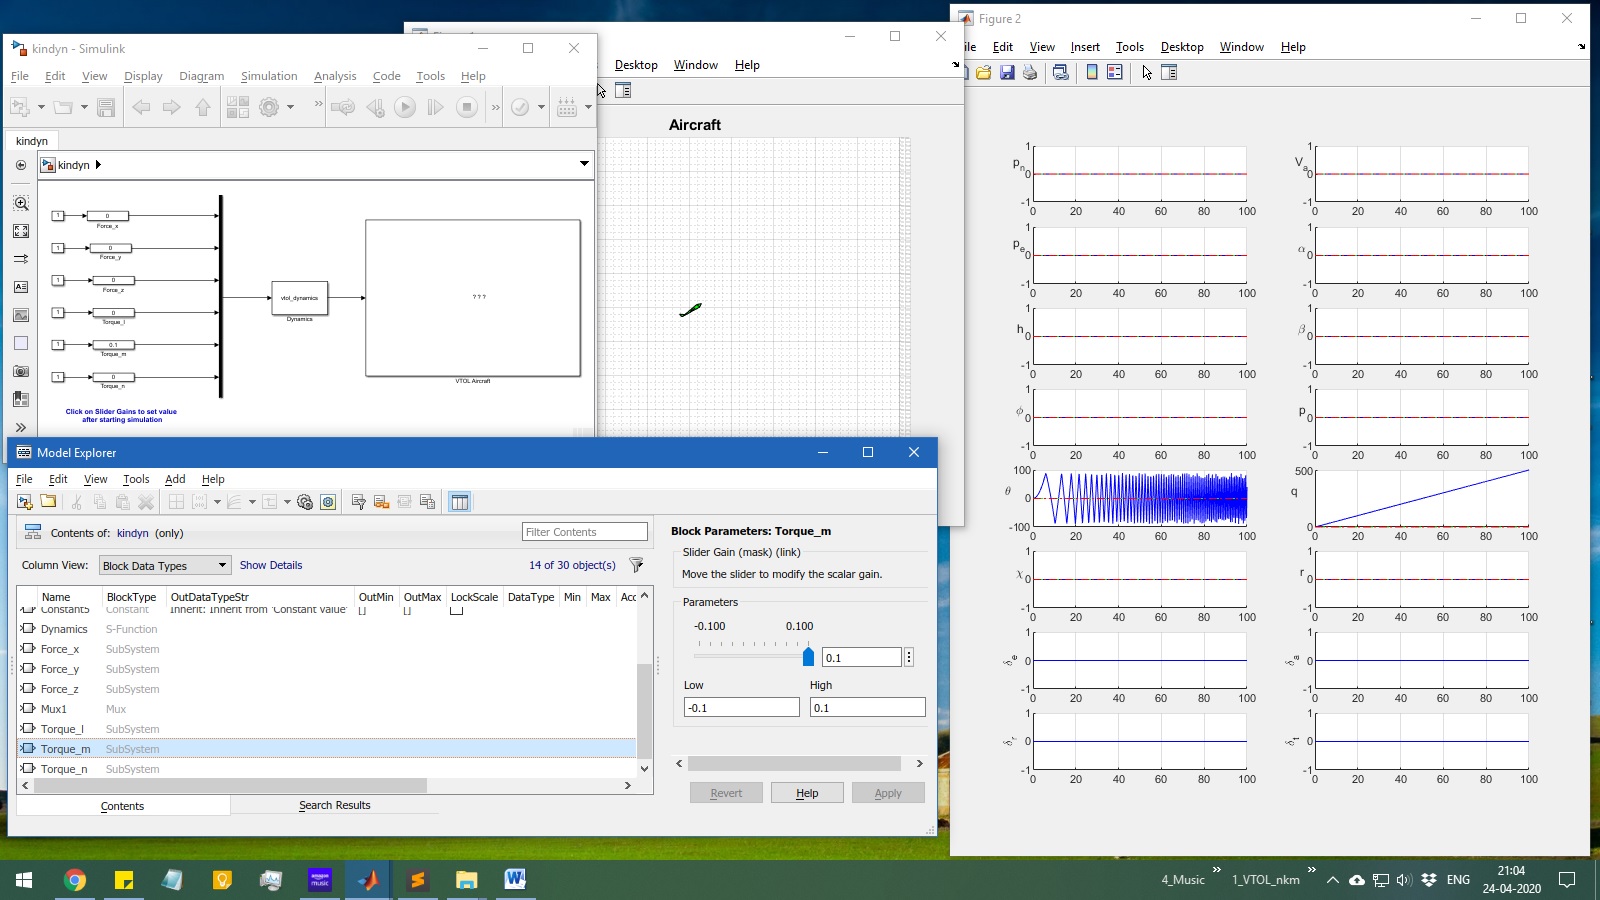 Figure 2
Edit View Insert Tools Desktop Window Help
kindyn - Simulink
File Edit View Display Diagram Simulation Analysis Code Tools Help
kindyn
kindyn
1 0
Force_x
1 0
Force_y
1 0
Force_z
1 0
Torque_l
1 0.1
Torque_m
1 0
Torque_n
vtol_dynamics
Dynamics
? ? ?
VTOL Aircraft
Click on Slider Gains to set value
after starting simulation
Desktop Window Help
Aircraft
Model Explorer
File Edit View Tools Add Help
Contents of: kindyn (only)
Filter Contents
Column View: Block Data Types Show Details 14 of 30 object(s)
Name BlockType OutDataTypeStr OutMin OutMax LockScale DataType Min Max Acc
Constant5 Constant Inherit: Inherit from 'Constant value' [] []
Dynamics S-Function
Force_x SubSystem
Force_y SubSystem
Force_z SubSystem
Mux1 Mux
Torque_l SubSystem
Torque_m SubSystem
Torque_n SubSystem
Contents Search Results
Block Parameters: Torque_m
Slider Gain (mask) (link)
Move the slider to modify the scalar gain.
Parameters
-0.100 0.100
0.1
Low High
-0.1 0.1
Revert Help Apply
p_n 1 0 -1
0 20 40 60 80 100
V_a 1 0 -1
0 20 40 60 80 100
p_e 1 0 -1
0 20 40 60 80 100
α 1 0 -1
0 20 40 60 80 100
h 1 0 -1
0 20 40 60 80 100
β 1 0 -1
0 20 40 60 80 100
ϕ 1 0 -1
0 20 40 60 80 100
p 1 0 -1
0 20 40 60 80 100
θ 100 0 -100
0 20 40 60 80 100
q 500 0
0 20 40 60 80 100
χ 1 0 -1
0 20 40 60 80 100
r 1 0 -1
0 20 40 60 80 100
δ_e 1 0 -1
0 20 40 60 80 100
δ_a 1 0 -1
0 20 40 60 80 100
δ_r 1 0 -1
0 20 40 60 80 100
δ_t 1 0 -1
0 20 40 60 80 100
amazon music
4_Music 1_VTOL_nkm ENG
21:04
24-04-2020